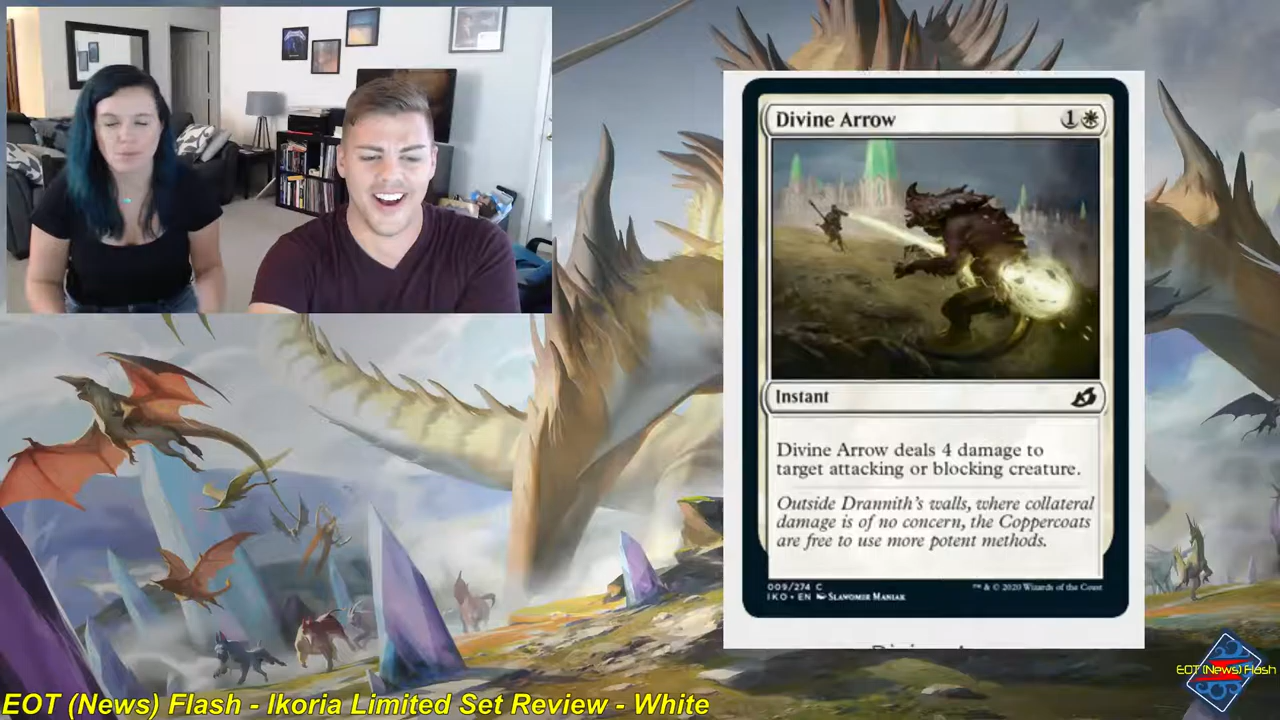 Divine Arrow 1
Instant
Divine Arrow deals 4 damage to
target attacking or blocking creature.
Outside Drannith's walls, where collateral
damage is of no concern, the Coppercoats
are free to use more potent methods.
009/274 C
IKO • EN SLAWOMIR MANIAK
™ & © 2020 Wizards of the Coast
EOT (News) Flash
EOT (News) Flash - Ikoria Limited Set Review - White